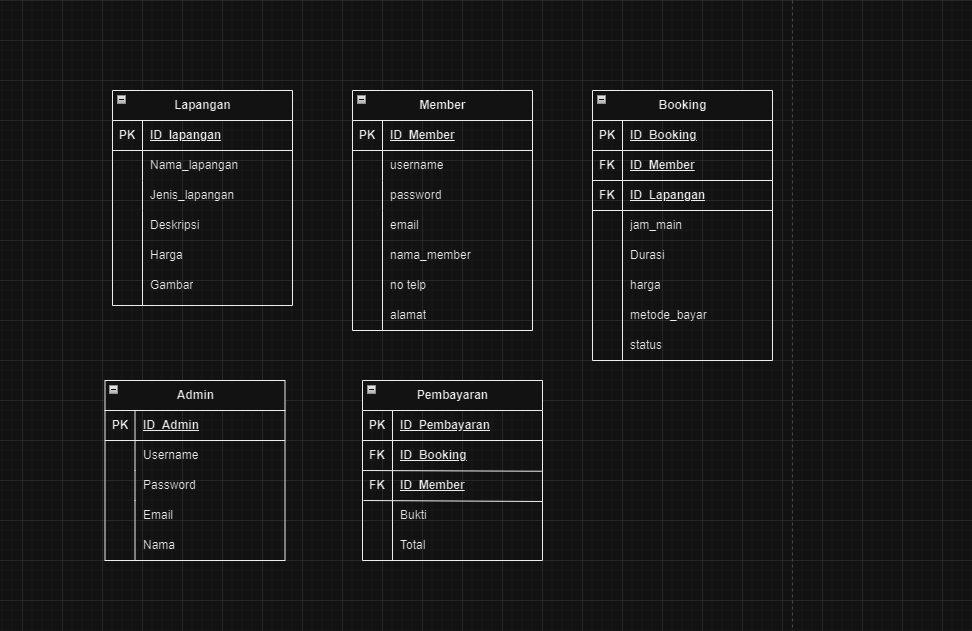 Lapangan
PK ID_lapangan
Nama_lapangan
Jenis_lapangan
Deskripsi
Harga
Gambar
Member
PK ID_Member
username
password
email
nama_member
no telp
alamat
Booking
PK ID_Booking
FK ID_Member
FK ID_Lapangan
jam_main
Durasi
harga
metode_bayar
status
Admin
PK ID_Admin
Username
Password
Email
Nama
Pembayaran
PK ID_Pembayaran
FK ID_Booking
FK ID_Member
Bukti
Total